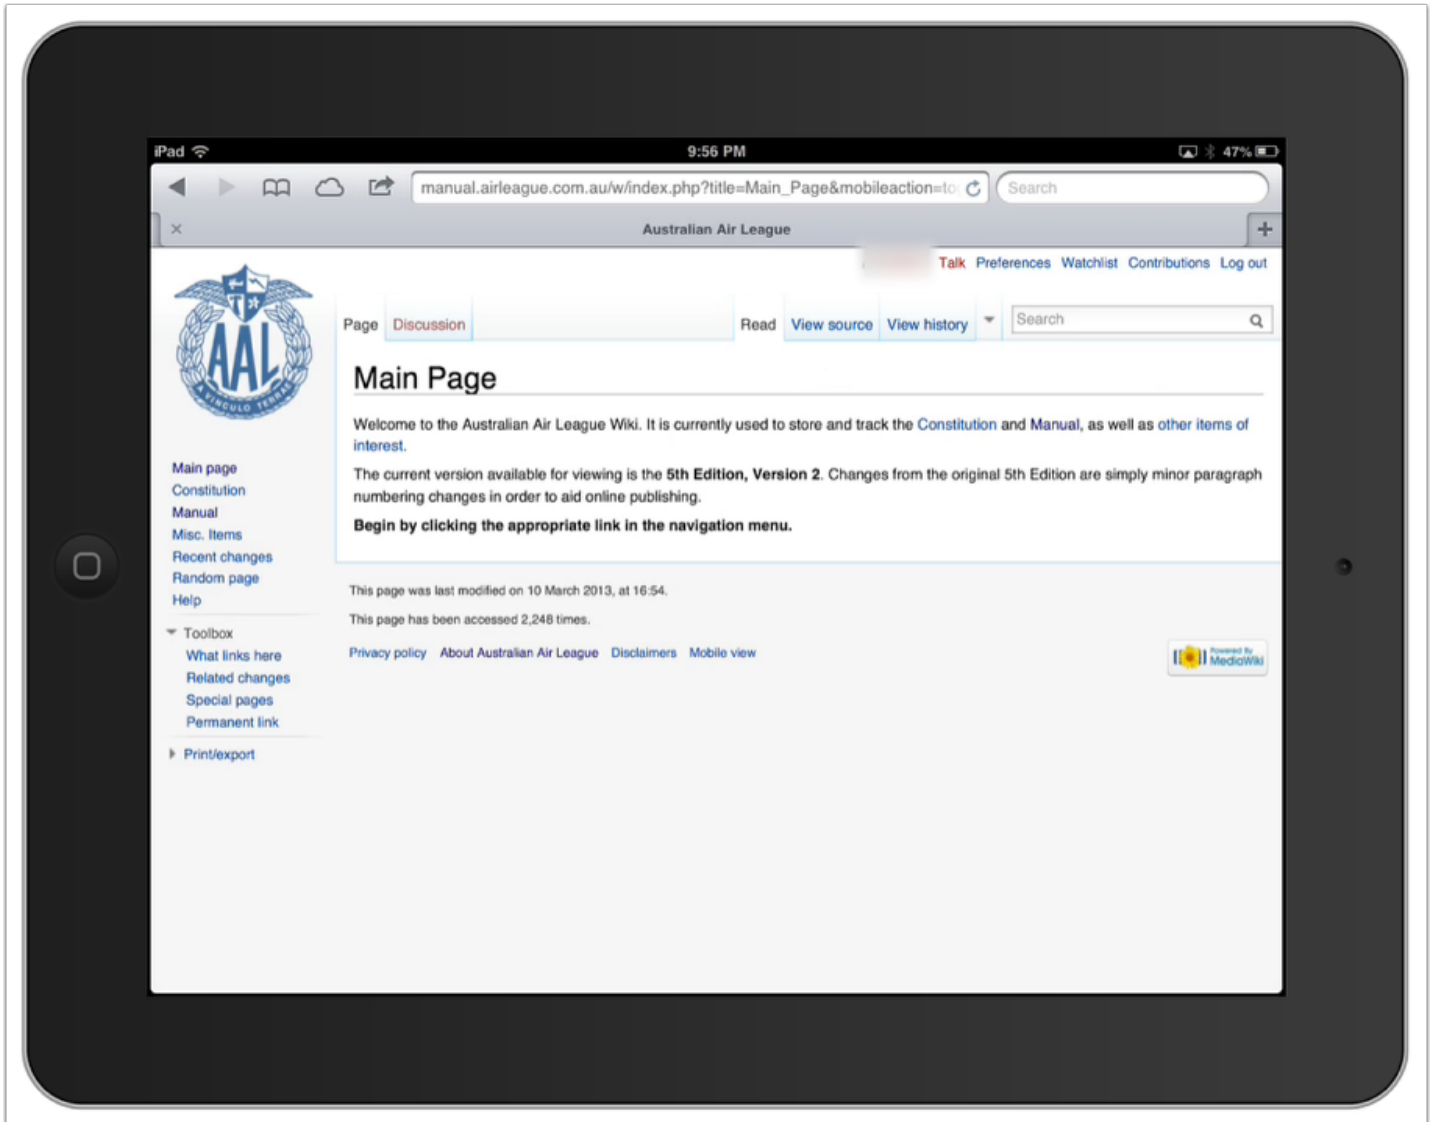 iPad 9:56 PM 47%
manual.airleague.com.au/w/index.php?title=Main_Page&mobileaction=to Search
Australian Air League
Talk Preferences Watchlist Contributions Log out
AAL
A VINCULO TERRAE
Page Discussion Read View source View history Search
Main Page
Welcome to the Australian Air League Wiki. It is currently used to store and track the Constitution and Manual, as well as other items of
interest.
The current version available for viewing is the 5th Edition, Version 2. Changes from the original 5th Edition are simply minor paragraph
numbering changes in order to aid online publishing.
Begin by clicking the appropriate link in the navigation menu.
This page was last modified on 10 March 2013, at 16:54.
This page has been accessed 2,248 times.
Privacy policy About Australian Air League Disclaimers Mobile view
Powered By
MediaWiki
Main page
Constitution
Manual
Misc. Items
Recent changes
Random page
Help
Toolbox
What links here
Related changes
Special pages
Permanent link
Print/export